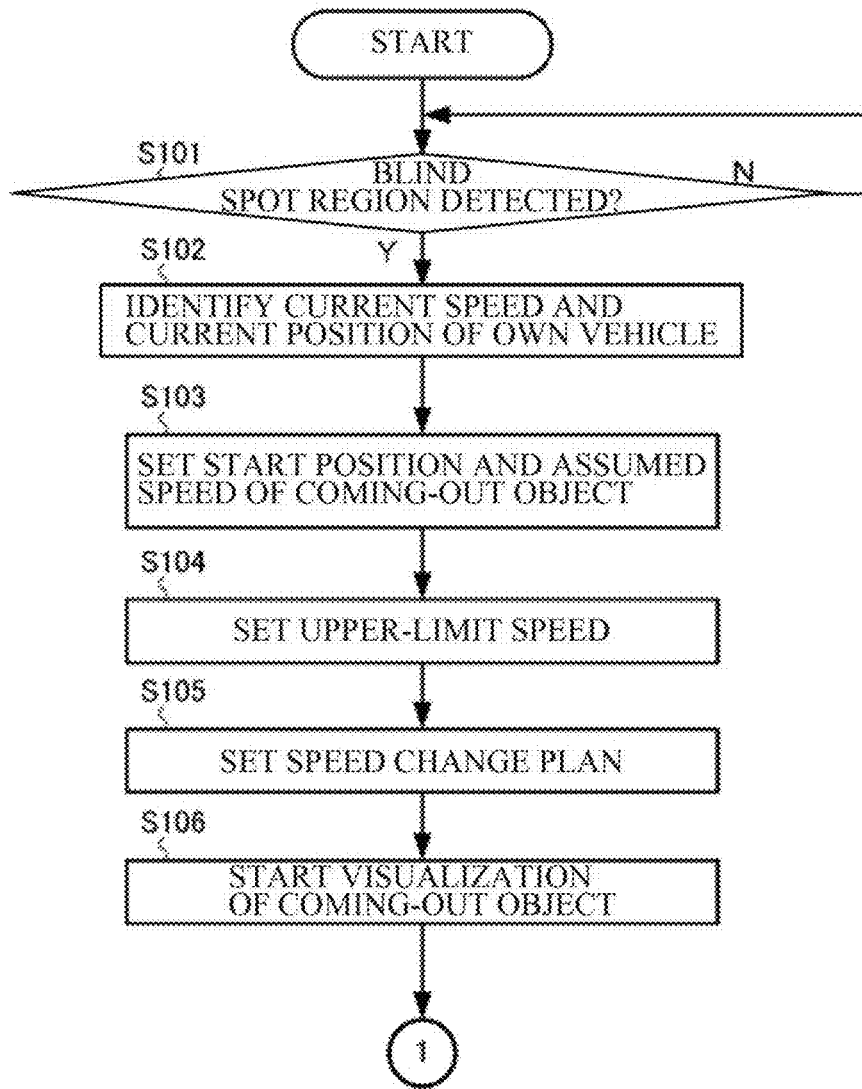 START
S101
BLIND
SPOT REGION DETECTED?
N
Y
S102
IDENTIFY CURRENT SPEED AND
CURRENT POSITION OF OWN VEHICLE
S103
SET START POSITION AND ASSUMED
SPEED OF COMING-OUT OBJECT
S104
SET UPPER-LIMIT SPEED
S105
SET SPEED CHANGE PLAN
S106
START VISUALIZATION
OF COMING-OUT OBJECT
1